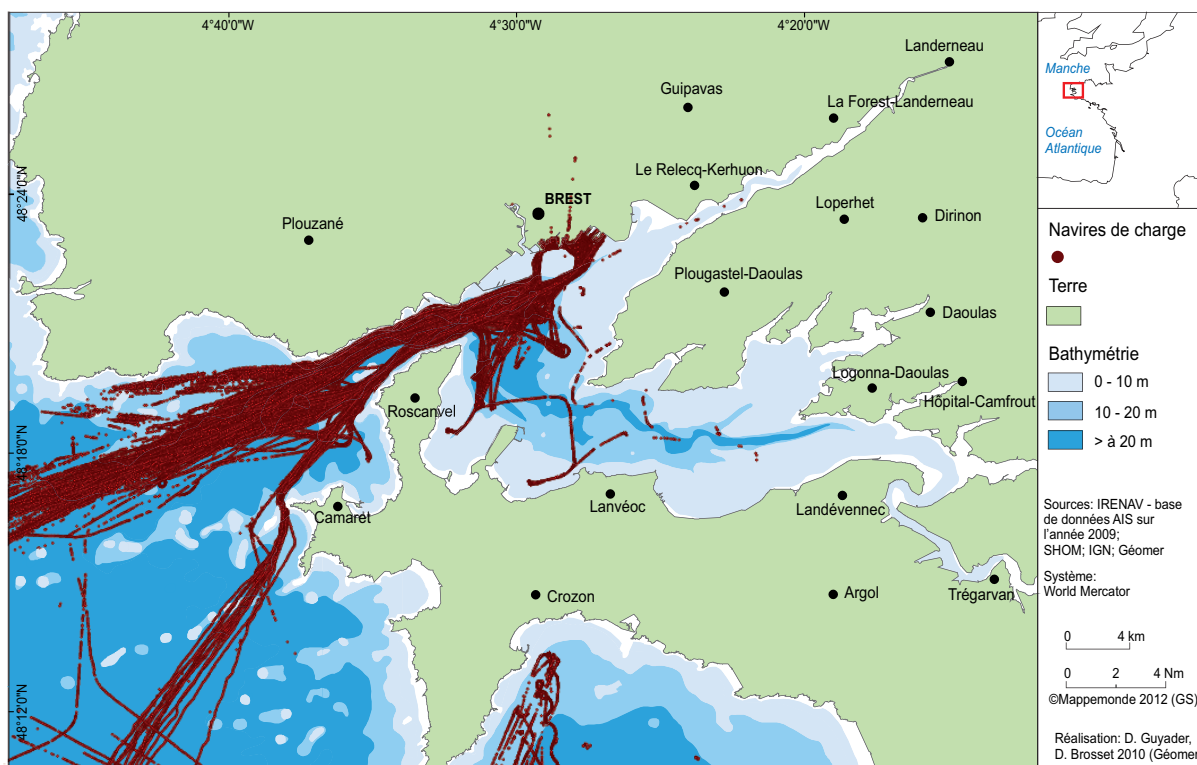 4°40'0"W
4°30'0"W
4°20'0"W
48°24'0"N
48°18'0"N
48°12'0"N
Landerneau
Guipavas
La Forest-Landerneau
Le Relecq-Kerhuon
BREST
Loperhet
Dirinon
Plouzané
Plougastel-Daoulas
Daoulas
Logonna-Daoulas
Hôpital-Camfrout
Roscanvel
Camaret
Lanvéoc
Landévennec
Crozon
Argol
Trégarvan
Manche
Océan
Atlantique
Navires de charge
Terre
Bathymétrie
0 - 10 m
10 - 20 m
> à 20 m
Sources: IRENAV - base
de données AIS sur
l'année 2009;
SHOM; IGN; Géomer
Système:
World Mercator
0 4 km
0 2 4 Nm
©Mappemonde 2012 (GS)
Réalisation: D. Guyader,
D. Brosset 2010 (Géomer